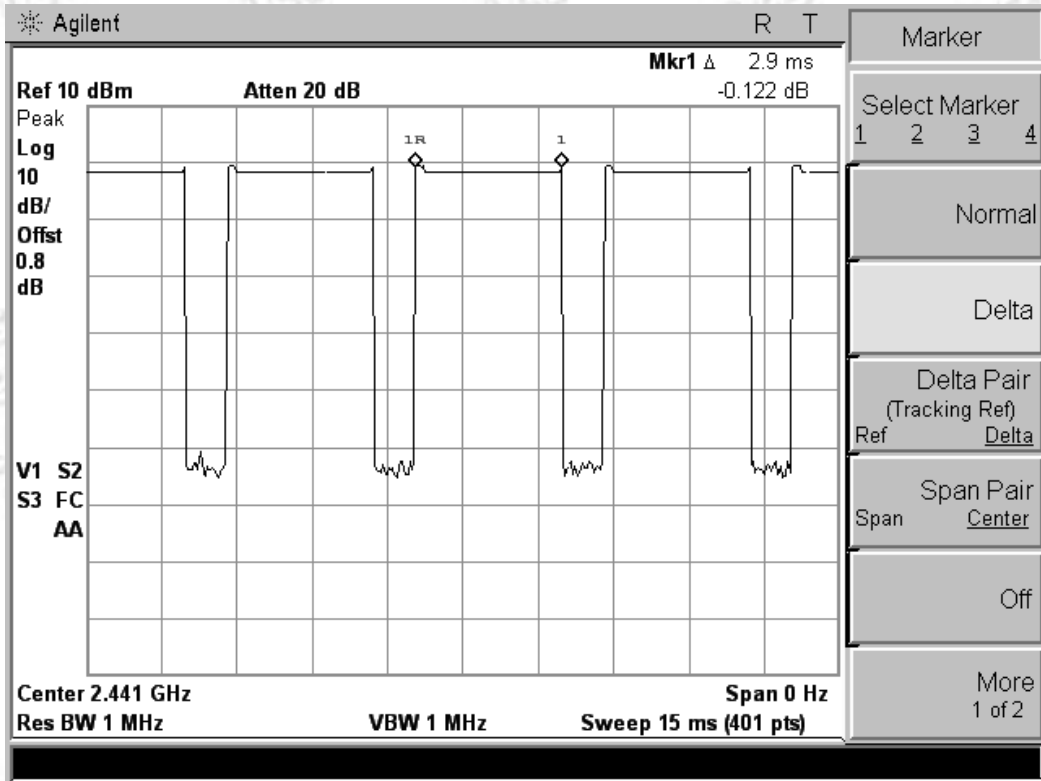 Agilent R T
Mkr1 Δ 2.9 ms
Ref 10 dBm Atten 20 dB -0.122 dB
Peak
Log
10
dB/
Offst
0.8
dB
1R 1
V1 S2
S3 FC
AA
Center 2.441 GHz Span 0 Hz
Res BW 1 MHz VBW 1 MHz Sweep 15 ms (401 pts)
Marker
Select Marker
1 2 3 4
Normal
Delta
Delta Pair
(Tracking Ref)
Ref Delta
Span Pair
Span Center
Off
More
1 of 2